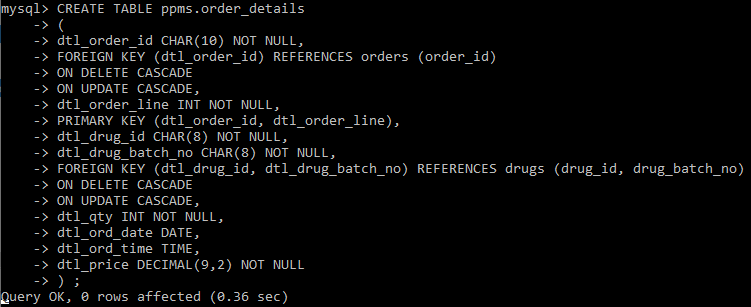 mysql> CREATE TABLE ppms.order_details
-> (
-> dtl_order_id CHAR(10) NOT NULL,
-> FOREIGN KEY (dtl_order_id) REFERENCES orders (order_id)
-> ON DELETE CASCADE
-> ON UPDATE CASCADE,
-> dtl_order_line INT NOT NULL,
-> PRIMARY KEY (dtl_order_id, dtl_order_line),
-> dtl_drug_id CHAR(8) NOT NULL,
-> dtl_drug_batch_no CHAR(8) NOT NULL,
-> FOREIGN KEY (dtl_drug_id, dtl_drug_batch_no) REFERENCES drugs (drug_id, drug_batch_no)
-> ON DELETE CASCADE
-> ON UPDATE CASCADE,
-> dtl_qty INT NOT NULL,
-> dtl_ord_date DATE,
-> dtl_ord_time TIME,
-> dtl_price DECIMAL(9,2) NOT NULL
-> ) ;
Query OK, 0 rows affected (0.36 sec)